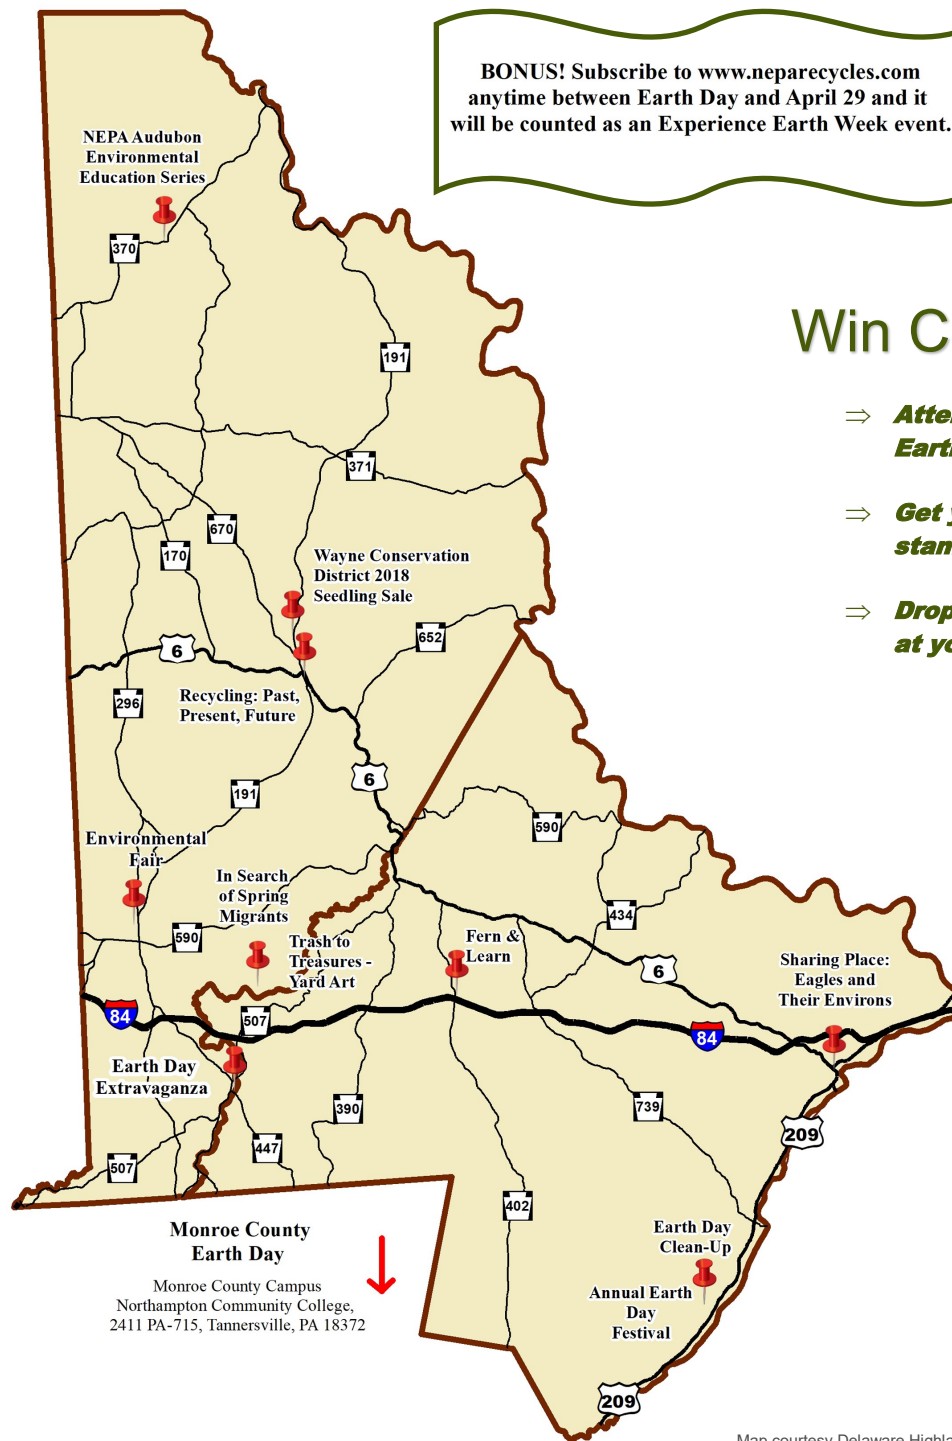 BONUS! Subscribe to www.neparecycles.com
anytime between Earth Day and April 29 and it
will be counted as an Experience Earth Week event.
NEPA Audubon
Environmental
Education Series
370
191
Win C
⇒ Atte
Earth
⇒ Get y
stan
⇒ Drop
at yo
371
670
170
Wayne Conservation
District 2018
Seedling Sale
652
6
Recycling: Past,
Present, Future
296
6
191
590
Environmental
Fair
In Search
of Spring
Migrants
434
590
Trash to
Treasures -
Yard Art
Fern &
Learn
6
Sharing Place:
Eagles and
Their Environs
84
507
84
Earth Day
Extravaganza
390
739
209
447
507
402
Monroe County
Earth Day
Monroe County Campus
Northampton Community College,
2411 PA-715, Tannersville, PA 18372
Earth Day
Clean-Up
Annual Earth
Day
Festival
209
Map courtesy Delaware Highla